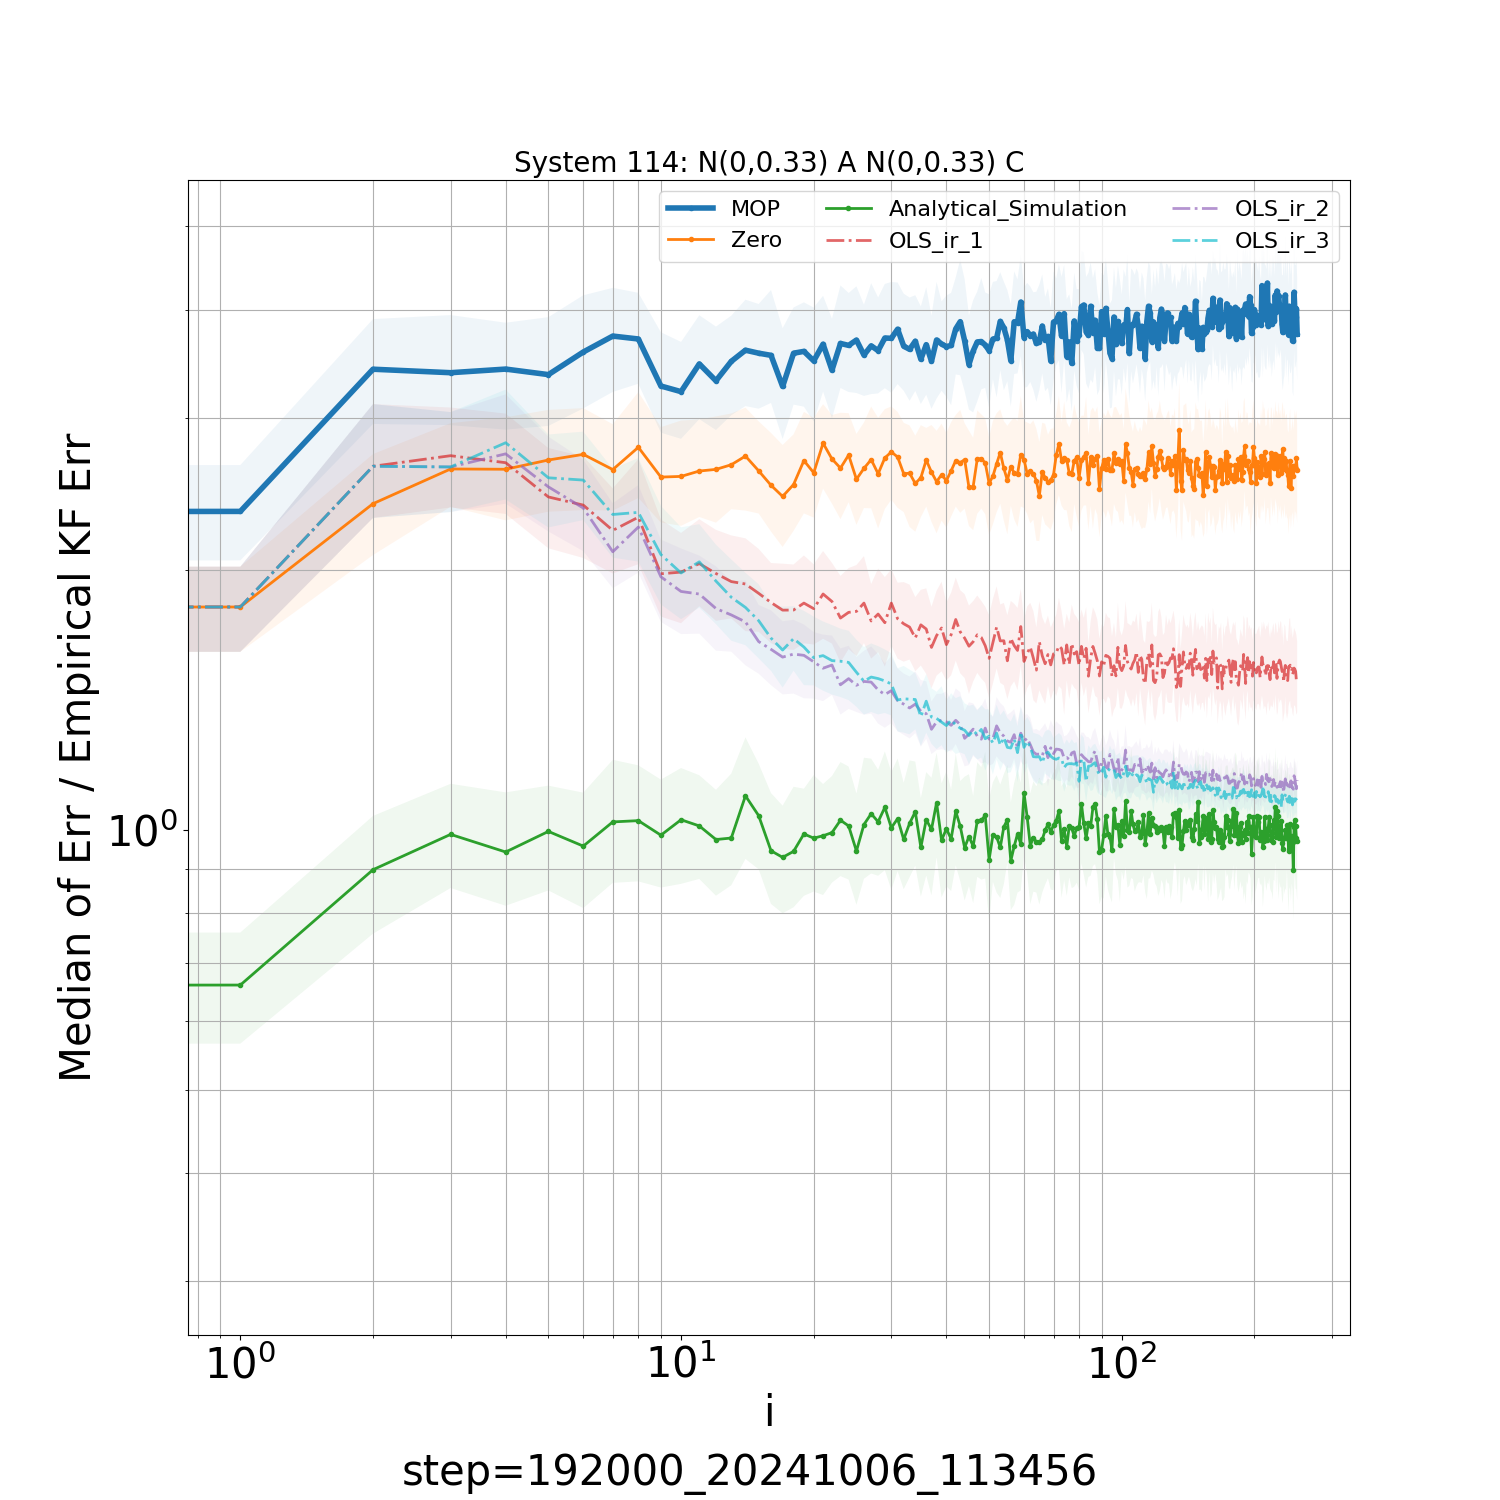 System 114: N(0,0.33) A N(0,0.33) C
MOP
Zero
Analytical_Simulation
OLS_ir_1
OLS_ir_2
OLS_ir_3
Median of Err / Empirical KF Err
10⁰
10⁰ 10¹ 10²
i
step=192000_20241006_113456